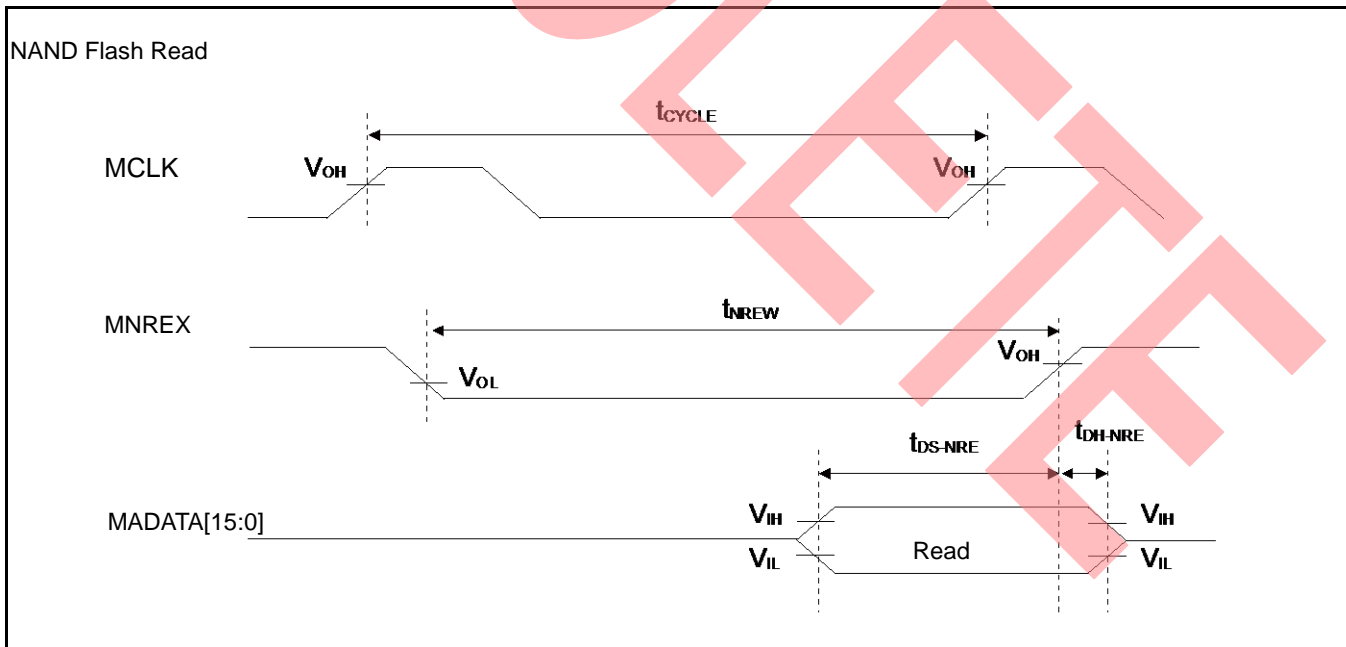 NAND Flash Read
tCYCLE
MCLK
VOH
VOH
tNREW
MNREX
VOL
VOH
tDS-NRE
tDH-NRE
MADATA[15:0]
VIH
VIH
Read
VIL
VIL